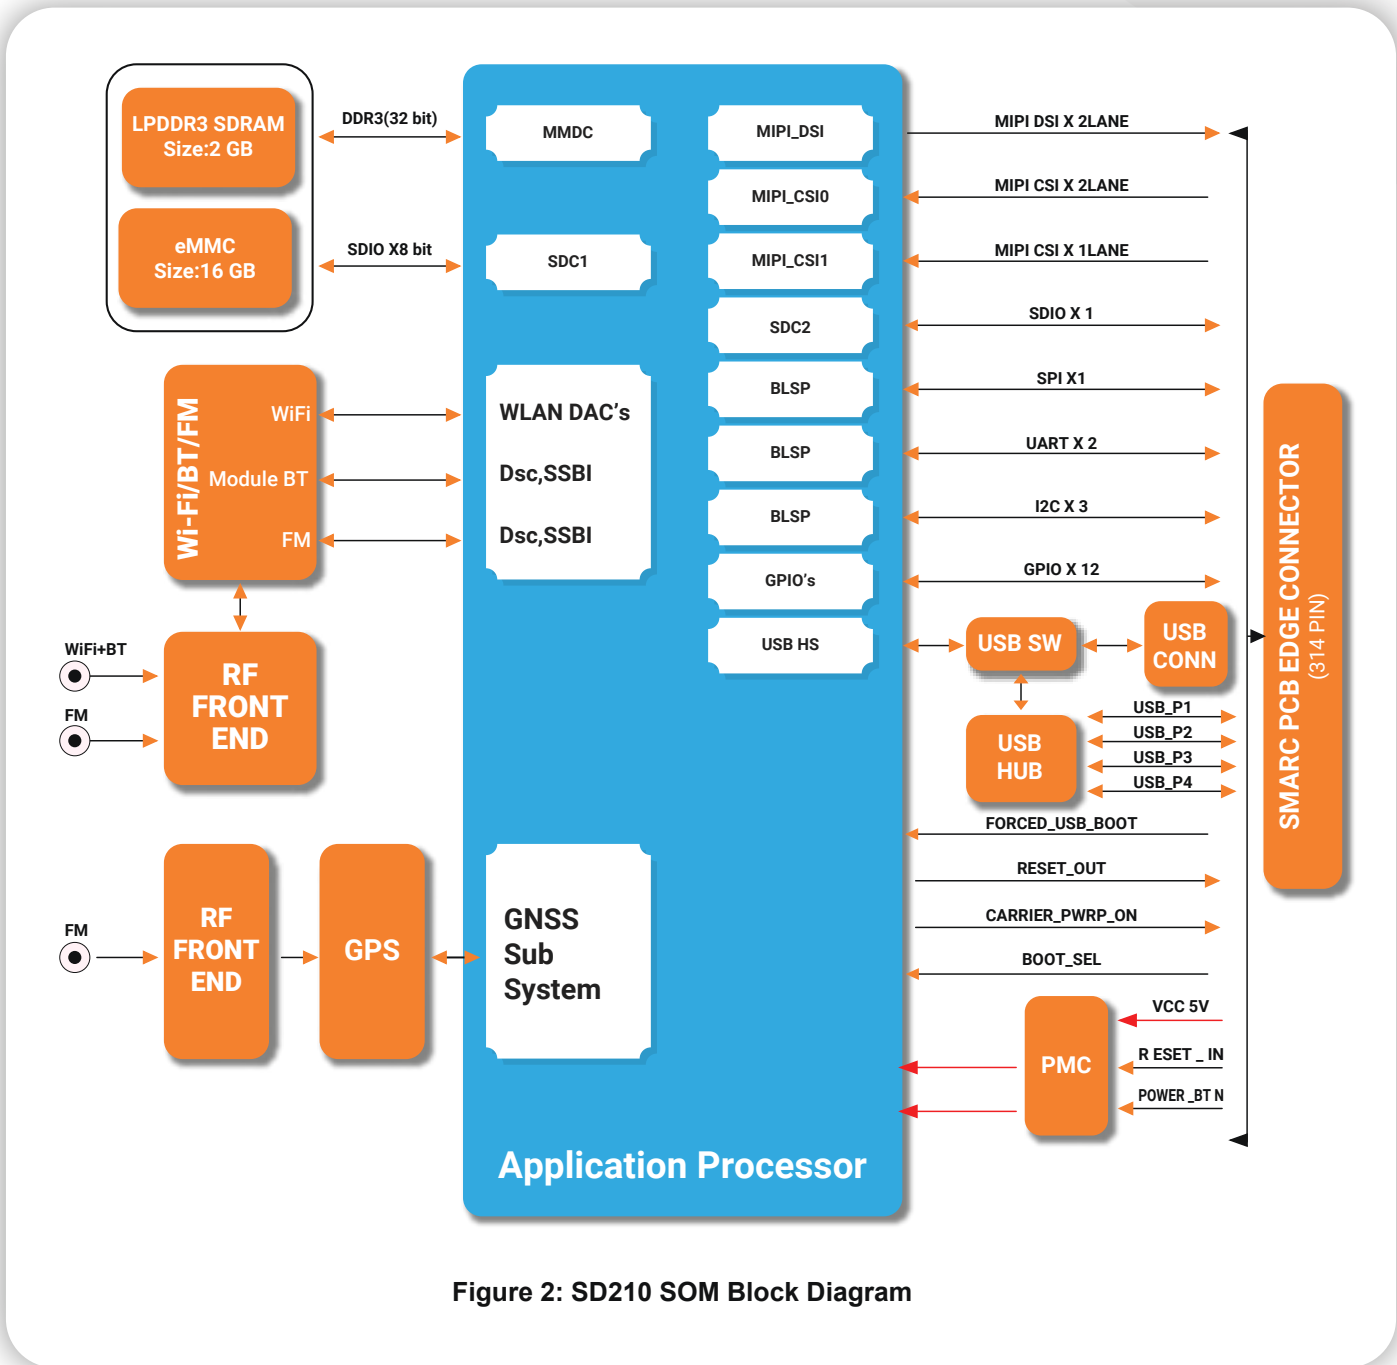 LPDDR3 SDRAM
Size:2 GB
DDR3(32 bit)
MMDC
eMMC
Size:16 GB
SDIO X8 bit
SDC1
Wi-Fi/BT/FM
WiFi
Module BT
FM
WLAN DAC’s
Dsc,SSBI
Dsc,SSBI
WiFi+BT
FM
RF
FRONT
END
FM
RF
FRONT
END
GPS
GNSS
Sub
System
MIPI_DSI
MIPI_CSI0
MIPI_CSI1
SDC2
BLSP
BLSP
BLSP
GPIO’s
USB HS
MIPI DSI X 2LANE
MIPI CSI X 2LANE
MIPI CSI X 1LANE
SDIO X 1
SPI X1
UART X 2
I2C X 3
GPIO X 12
USB SW
USB
CONN
USB
HUB
USB_P1
USB_P2
USB_P3
USB_P4
FORCED_USB_BOOT
RESET_OUT
CARRIER_PWRP_ON
BOOT_SEL
VCC 5V
PMC
R ESET _ IN
POWER _BT N
SMARC PCB EDGE CONNECTOR
(314 PIN)
Application Processor
Figure 2: SD210 SOM Block Diagram